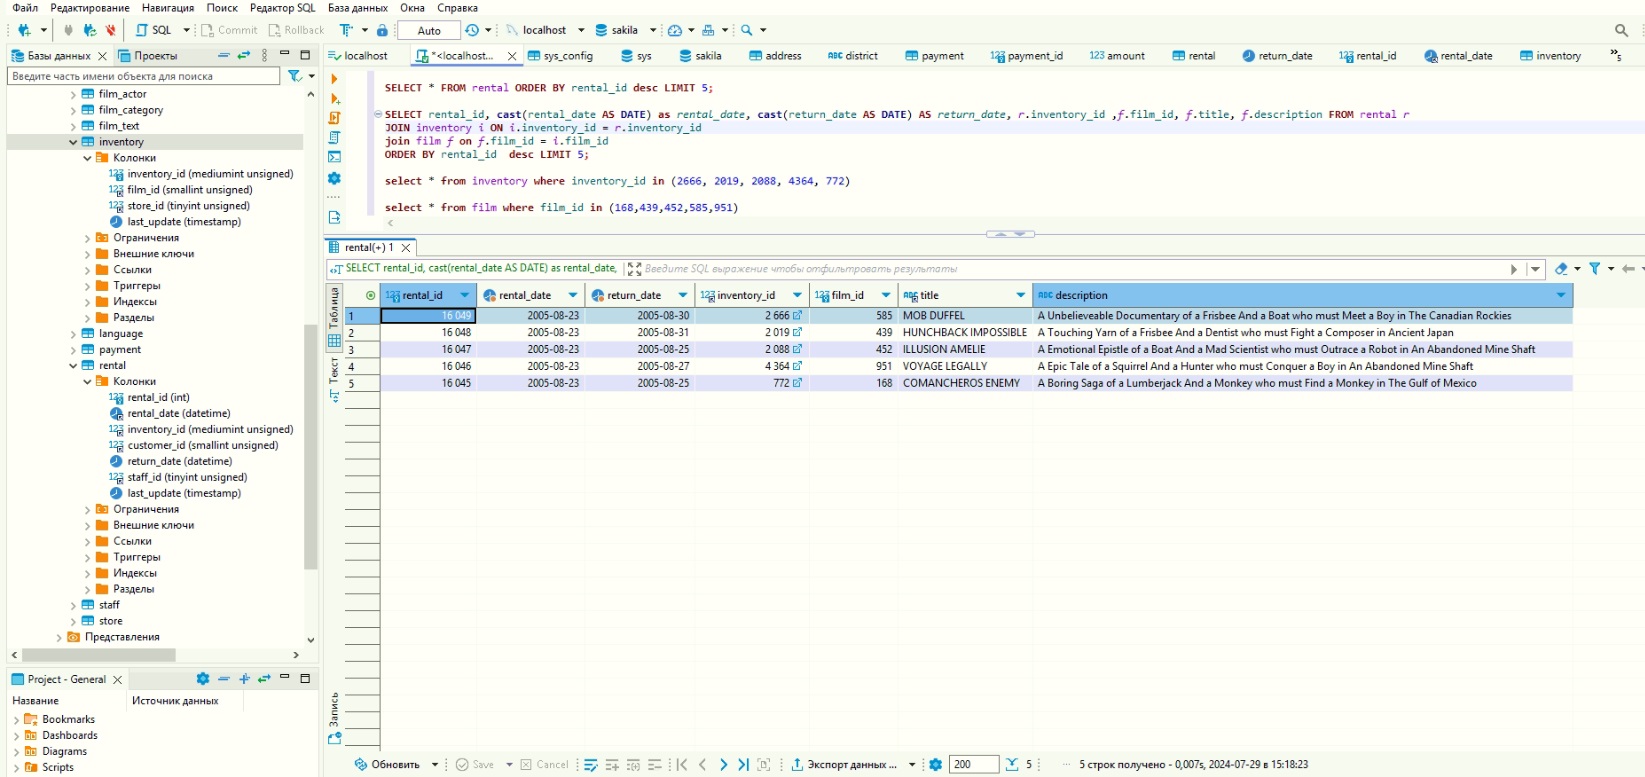 Файл Редактирование Навигация Поиск Редактор SQL База данных Окна Справка
SQL Commit Rollback Auto localhost sakila
Базы данных Проекты
Введите часть имени объекта для поиска
film_actor
film_category
film_text
inventory
Колонки
inventory_id (mediumint unsigned)
film_id (smallint unsigned)
store_id (tinyint unsigned)
last_update (timestamp)
Ограничения
Внешние ключи
Ссылки
Триггеры
Индексы
Разделы
language
payment
rental
Колонки
rental_id (int)
rental_date (datetime)
inventory_id (mediumint unsigned)
customer_id (smallint unsigned)
return_date (datetime)
staff_id (tinyint unsigned)
last_update (timestamp)
Ограничения
Внешние ключи
Ссылки
Триггеры
Индексы
Разделы
staff
store
Представления
Project - General
Название Источник данных
Bookmarks
Dashboards
Diagrams
Scripts
localhost *<localhost... sys_config sys sakila address district payment payment_id amount rental return_date rental_id rental_date inventory »5
SELECT * FROM rental ORDER BY rental_id desc LIMIT 5;
SELECT rental_id, cast(rental_date AS DATE) as rental_date, cast(return_date AS DATE) AS return_date, r.inventory_id ,f.film_id, f.title, f.description FROM rental r
JOIN inventory i ON i.inventory_id = r.inventory_id
join film f on f.film_id = i.film_id
ORDER BY rental_id desc LIMIT 5;
select * from inventory where inventory_id in (2666, 2019, 2088, 4364, 772)
select * from film where film_id in (168,439,452,585,951)
rental(+) 1
SELECT rental_id, cast(rental_date AS DATE) as rental_date, Введите SQL выражение чтобы отфильтровать результаты
Таблица
Текст
Запись
rental_id rental_date return_date inventory_id film_id title description
1 16 049 2005-08-23 2005-08-30 2 666 585 MOB DUFFEL A Unbelieveable Documentary of a Frisbee And a Boat who must Meet a Boy in The Canadian Rockies
2 16 048 2005-08-23 2005-08-31 2 019 439 HUNCHBACK IMPOSSIBLE A Touching Yarn of a Frisbee And a Dentist who must Fight a Composer in Ancient Japan
3 16 047 2005-08-23 2005-08-25 2 088 452 ILLUSION AMELIE A Emotional Epistle of a Boat And a Mad Scientist who must Outrace a Robot in An Abandoned Mine Shaft
4 16 046 2005-08-23 2005-08-27 4 364 951 VOYAGE LEGALLY A Epic Tale of a Squirrel And a Hunter who must Conquer a Boy in An Abandoned Mine Shaft
5 16 045 2005-08-23 2005-08-25 772 168 COMANCHEROS ENEMY A Boring Saga of a Lumberjack And a Monkey who must Find a Monkey in The Gulf of Mexico
Обновить Save Cancel Экспорт данных ... 200 5 5 строк получено - 0,007s, 2024-07-29 в 15:18:23